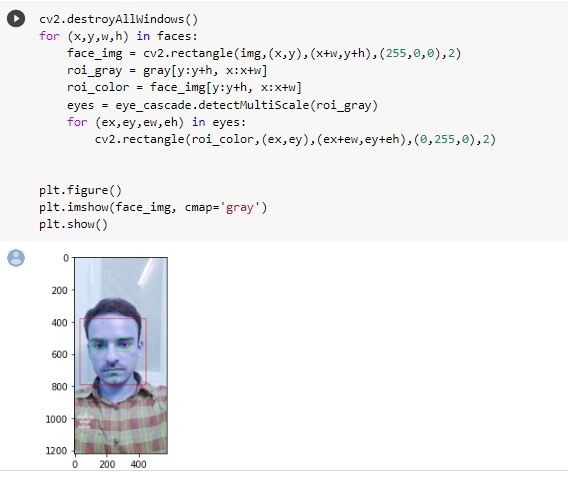 cv2.destroyAllWindows()
for (x,y,w,h) in faces:
    face_img = cv2.rectangle(img,(x,y),(x+w,y+h),(255,0,0),2)
    roi_gray = gray[y:y+h, x:x+w]
    roi_color = face_img[y:y+h, x:x+w]
    eyes = eye_cascade.detectMultiScale(roi_gray)
    for (ex,ey,ew,eh) in eyes:
        cv2.rectangle(roi_color,(ex,ey),(ex+ew,ey+eh),(0,255,0),2)
plt.figure()
plt.imshow(face_img, cmap='gray')
plt.show()
0
200
400
600
800
1000
1200
0 200 400